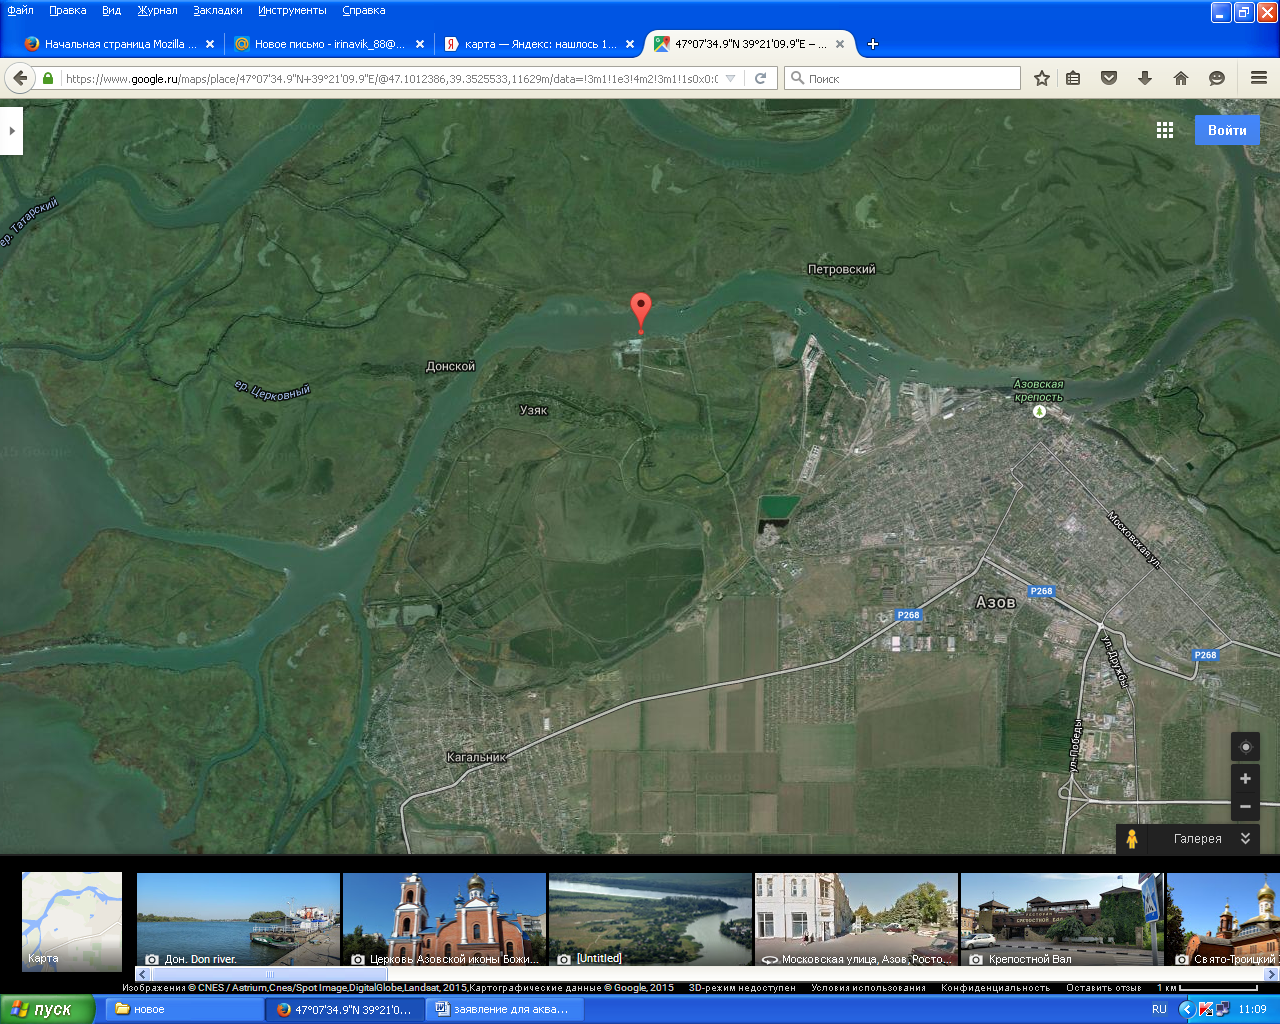 Файл Правка Вид Журнал Закладки Инструменты Справка
Начальная страница Mozilla ...
Новое письмо - irinavik_88@...
карта — Яндекс: нашлось 1...
47°07'34.9"N 39°21'09.9"E – ...
https://www.google.ru/maps/place/47°07'34.9"N+39°21'09.9"E/@47.1012386,39.3525533,11629m/data=!3m1!1e3!4m2!3m1!1s0x0:0
Поиск
Войти
ер. Татарский
Петровский
Донской
ер. Церковный
Узяк
Азовская
крепость
Московская ул.
Азов
Р268
Р268
Р268
ул. Дружбы
ул. Победы
Кагальник
Галерея
Карта
Дон. Don river.
Церковь Азовской иконы Божи...
[Untitled]
Московская улица, Азов, Росто...
РЕСТОРАН
КРЕПОСТНОЙ ВАЛ
Крепостной Вал
Свято-Троицкий
Изображения © CNES / Astrium,Cnes/Spot Image,DigitalGlobe,Landsat, 2015,Картографические данные © Google, 2015 3D-режим недоступен Условия использования Конфиденциальность Оставить отзыв 1 км
пуск
новое
47°07'34.9"N 39°21'0...
заявление для аква...
RU
11:09